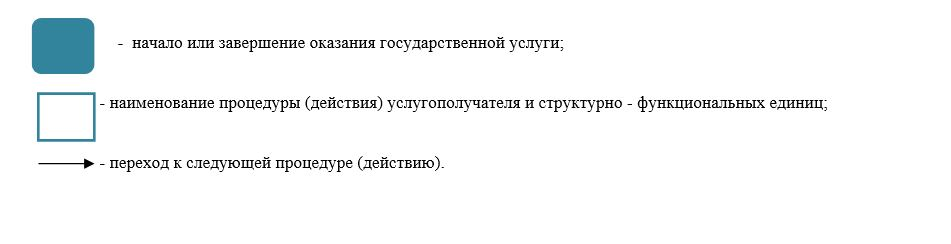 - начало или завершение оказания государственной услуги;
- наименование процедуры (действия) услугополучателя и структурно - функциональных единиц;
- переход к следующей процедуре (действию).